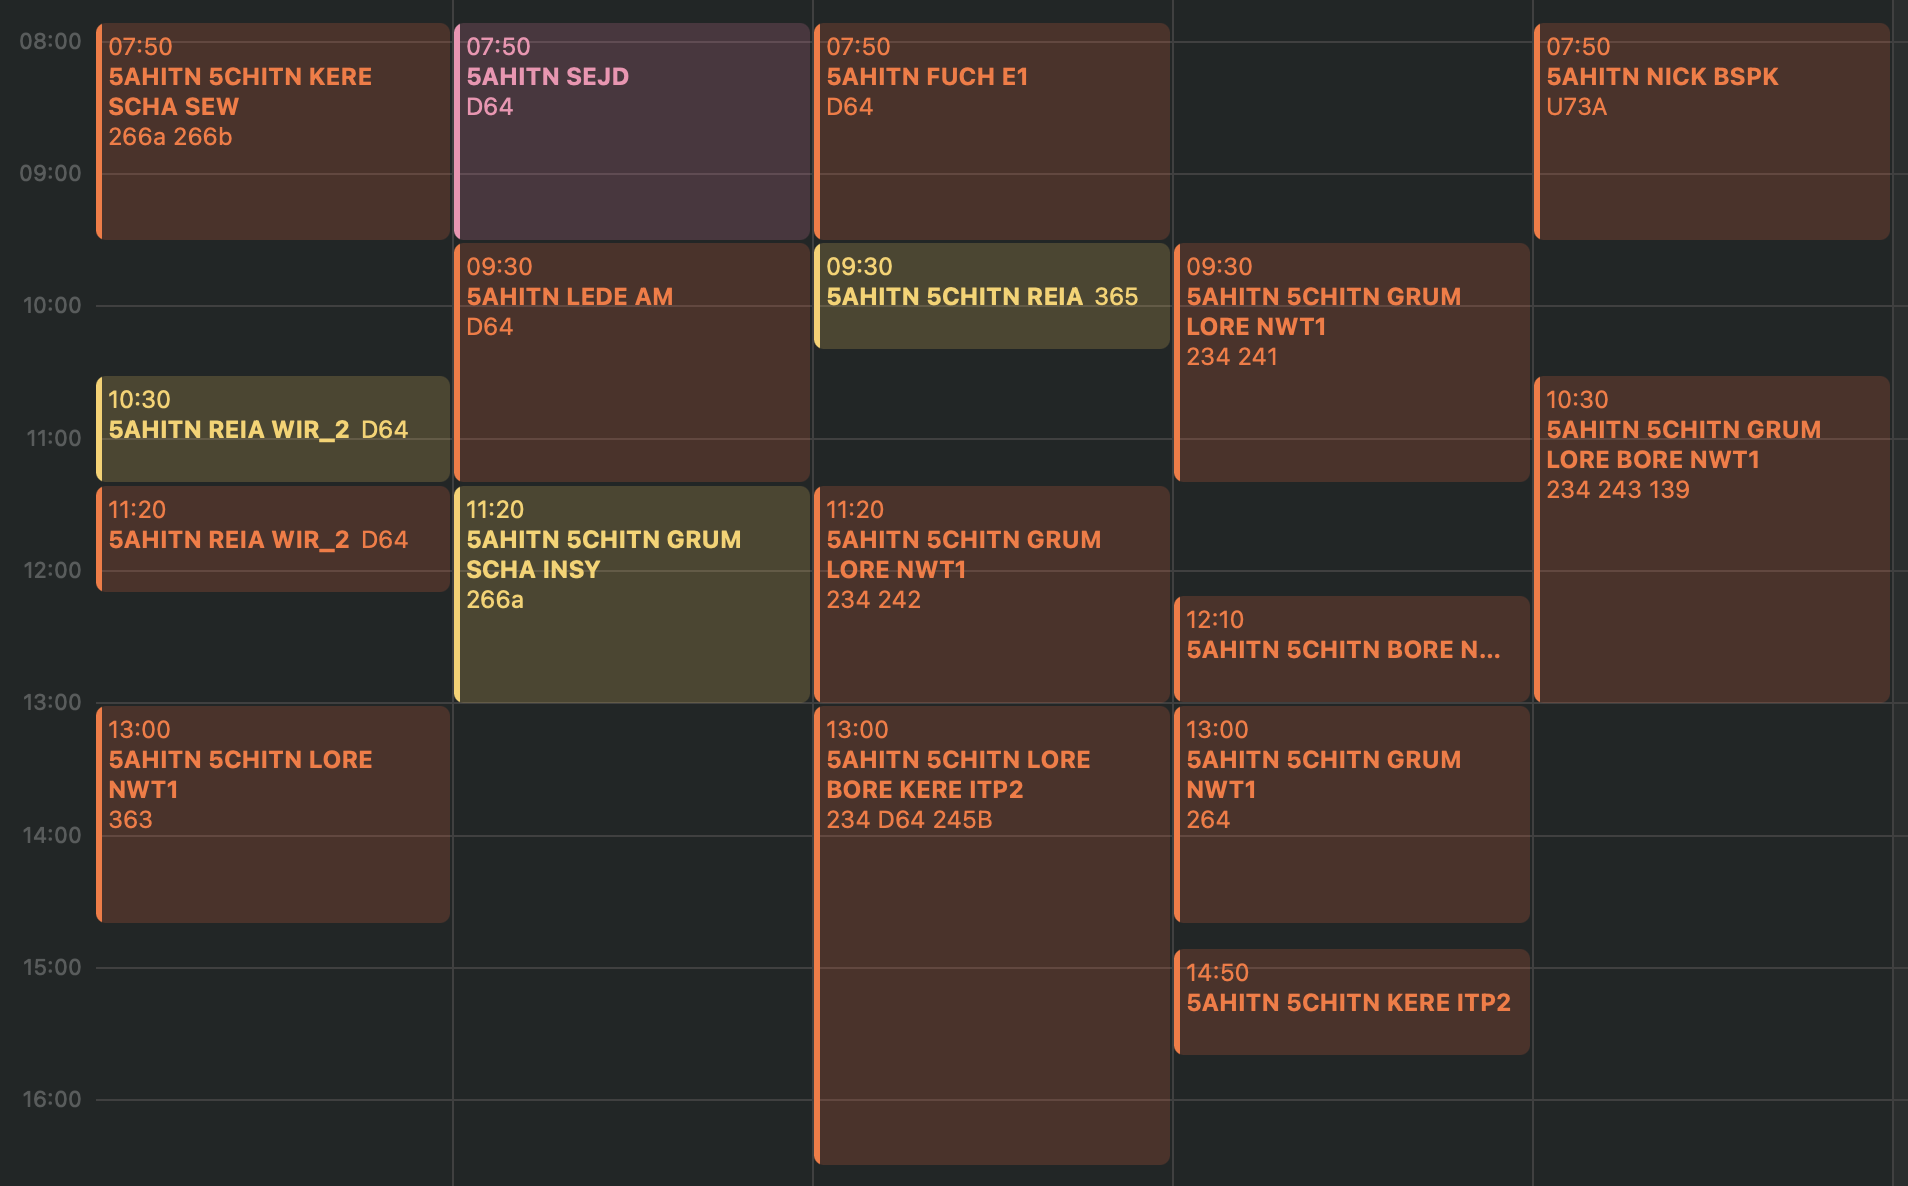 08:00
09:00
10:00
11:00
12:00
13:00
14:00
15:00
16:00
07:50
5AHITN 5CHITN KERE
SCHA SEW
266a 266b
10:30
5AHITN REIA WIR_2 D64
11:20
5AHITN REIA WIR_2 D64
13:00
5AHITN 5CHITN LORE
NWT1
363
07:50
5AHITN SEJD
D64
09:30
5AHITN LEDE AM
D64
11:20
5AHITN 5CHITN GRUM
SCHA INSY
266a
07:50
5AHITN FUCH E1
D64
09:30
5AHITN 5CHITN REIA 365
11:20
5AHITN 5CHITN GRUM
LORE NWT1
234 242
13:00
5AHITN 5CHITN LORE
BORE KERE ITP2
234 D64 245B
09:30
5AHITN 5CHITN GRUM
LORE NWT1
234 241
12:10
5AHITN 5CHITN BORE N...
13:00
5AHITN 5CHITN GRUM
NWT1
264
14:50
5AHITN 5CHITN KERE ITP2
07:50
5AHITN NICK BSPK
U73A
10:30
5AHITN 5CHITN GRUM
LORE BORE NWT1
234 243 139